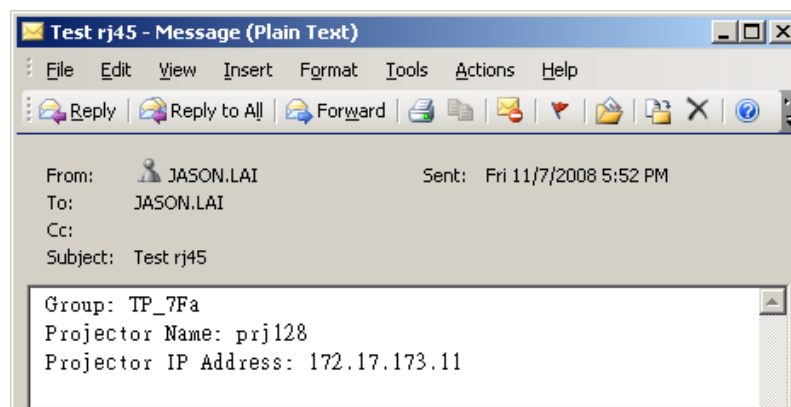 Test rj45 - Message (Plain Text)
File Edit View Insert Format Tools Actions Help
Reply Reply to All Forward
From: JASON.LAI Sent: Fri 11/7/2008 5:52 PM
To: JASON.LAI
Cc:
Subject: Test rj45
Group: TP_7Fa
Projector Name: prj128
Projector IP Address: 172.17.173.11